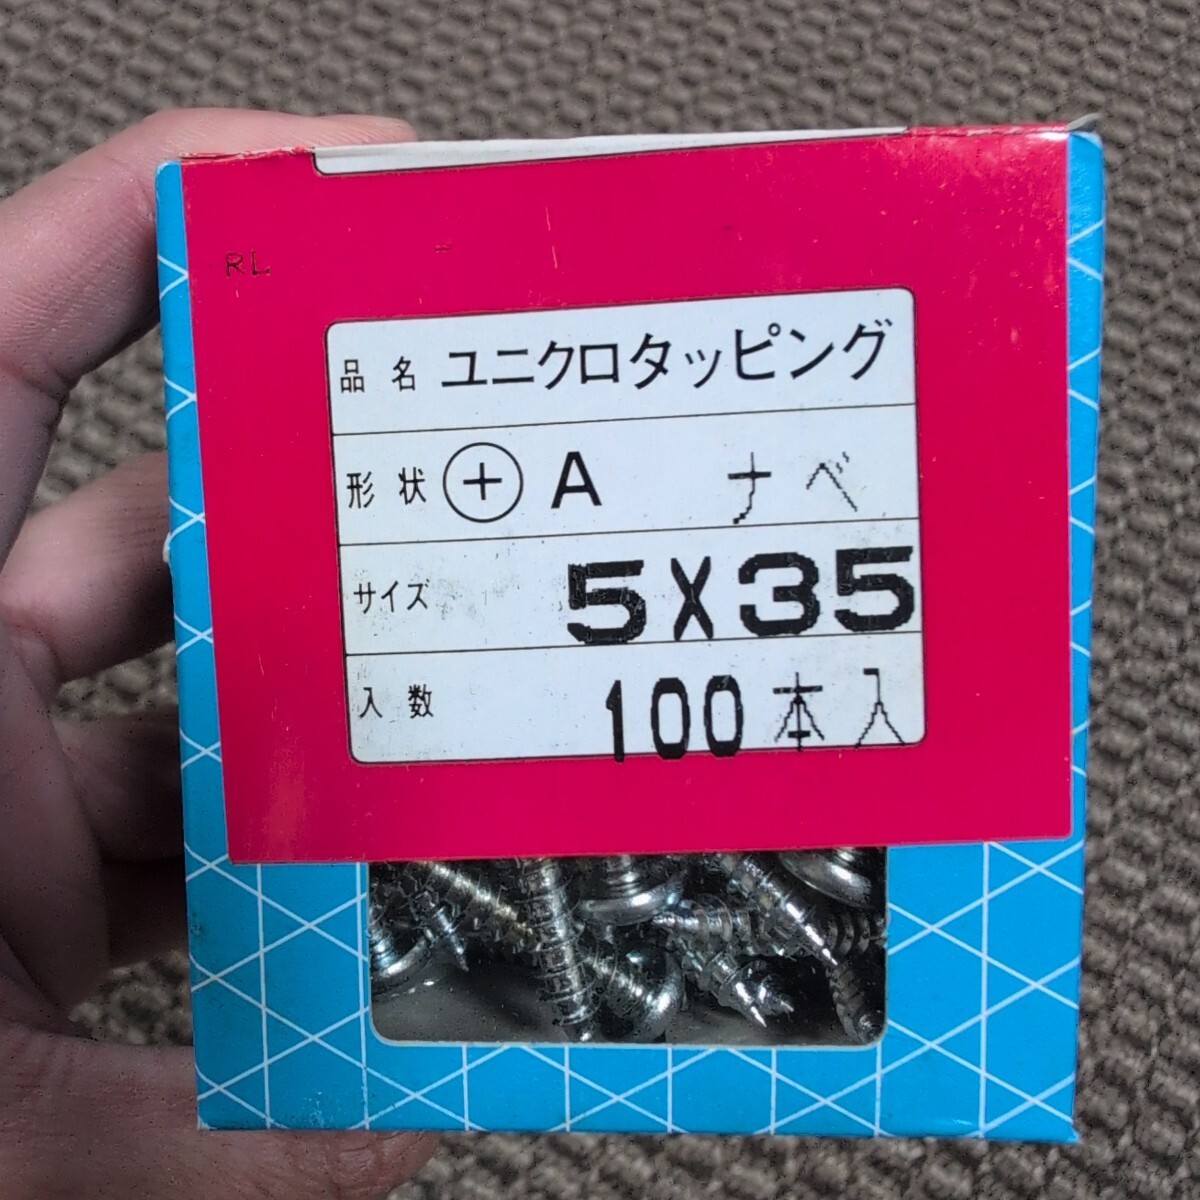 RL
品名 ユニクロタッピング
形状 ⊕ A ナベ
サイズ 5X35
入数 100本入